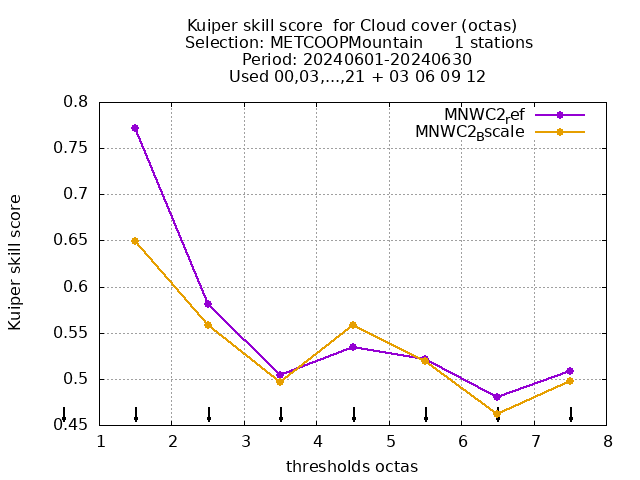 Kuiper skill score  for Cloud cover (octas)
Selection: METCOOPMountain      1 stations
Period: 20240601-20240630
Used 00,03,...,21 + 03 06 09 12
MNWC2ref
MNWC2Bscale
0.8
0.75
0.7
0.65
0.6
0.55
0.5
0.45
Kuiper skill score
1 2 3 4 5 6 7 8
thresholds octas